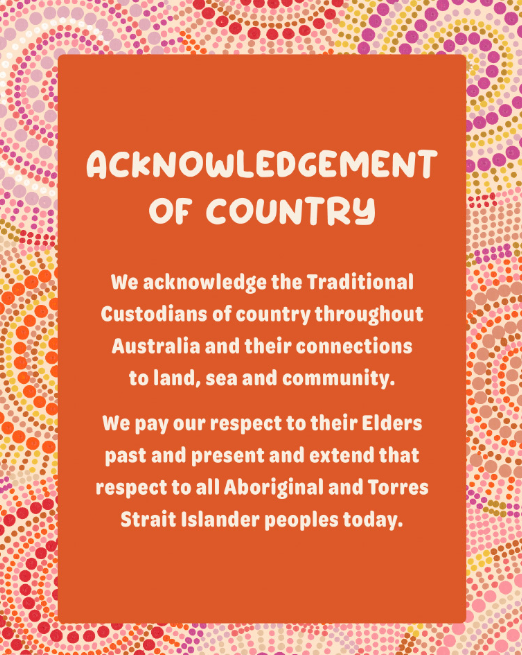 ACKNOWLEDGEMENT
OF COUNTRY
We acknowledge the Traditional
Custodians of country throughout
Australia and their connections
to land, sea and community.
We pay our respect to their Elders
past and present and extend that
respect to all Aboriginal and Torres
Strait Islander peoples today.